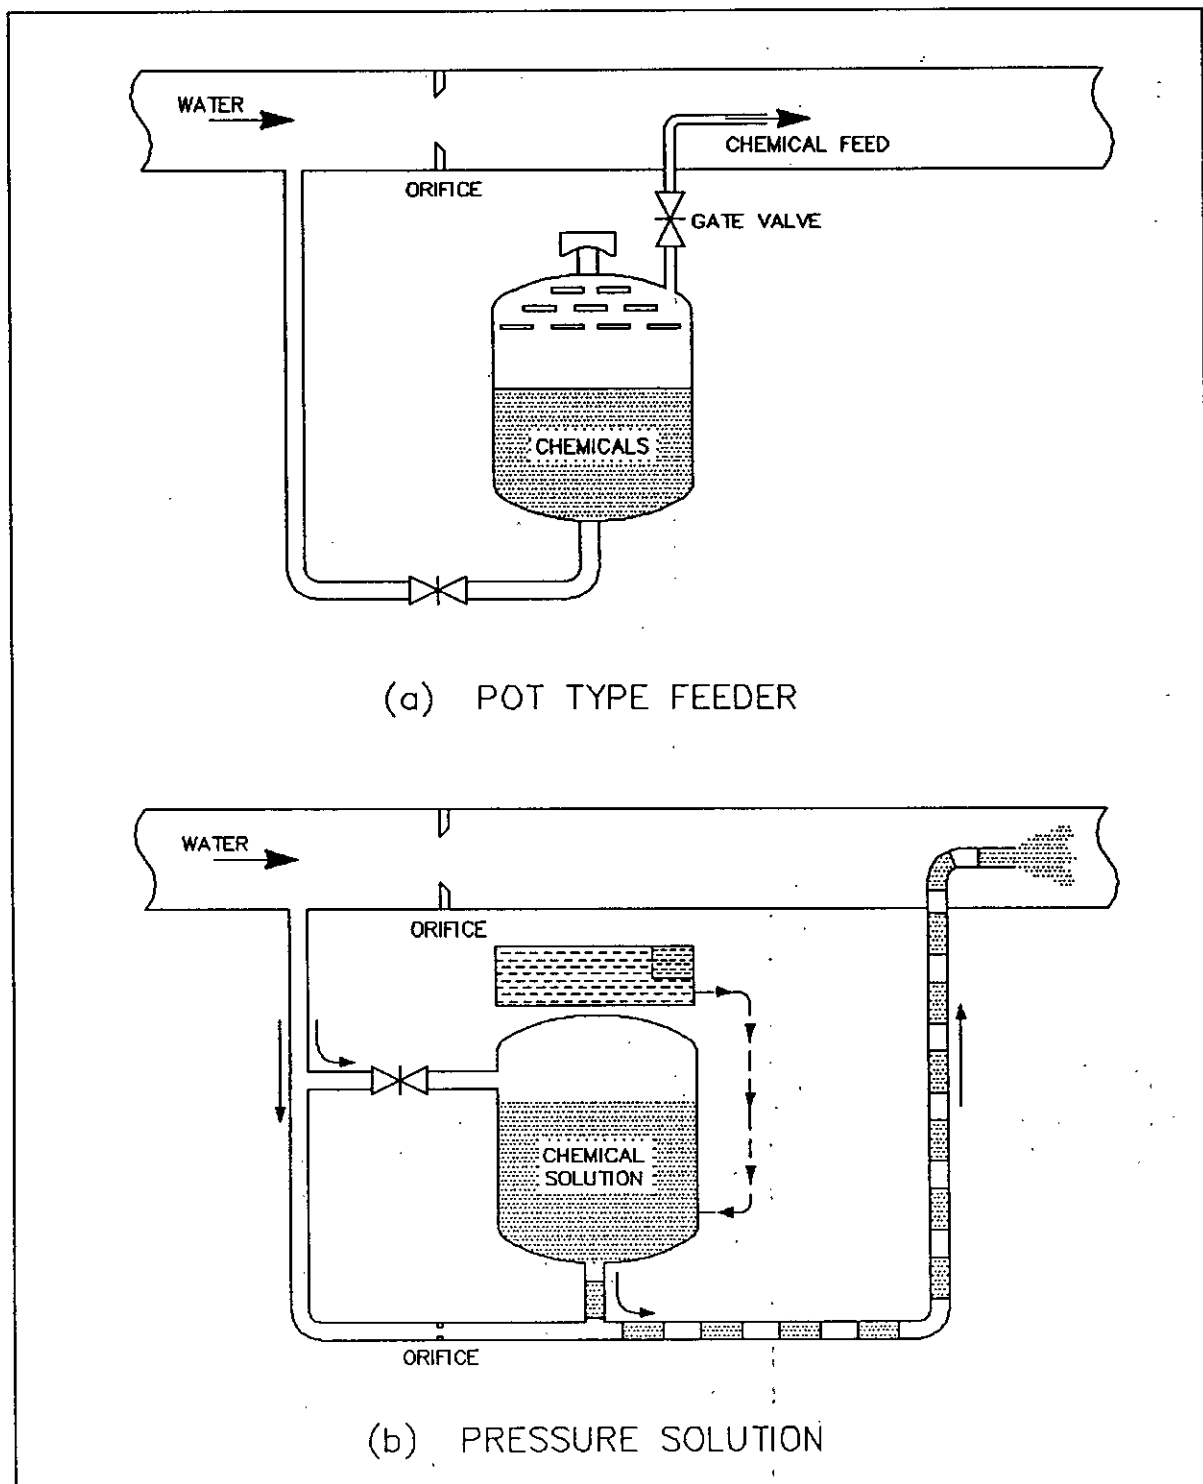 WATER
ORIFICE
CHEMICAL FEED
GATE VALVE
CHEMICALS
(a) POT TYPE FEEDER
WATER
ORIFICE
CHEMICAL
SOLUTION
ORIFICE
(b) PRESSURE SOLUTION